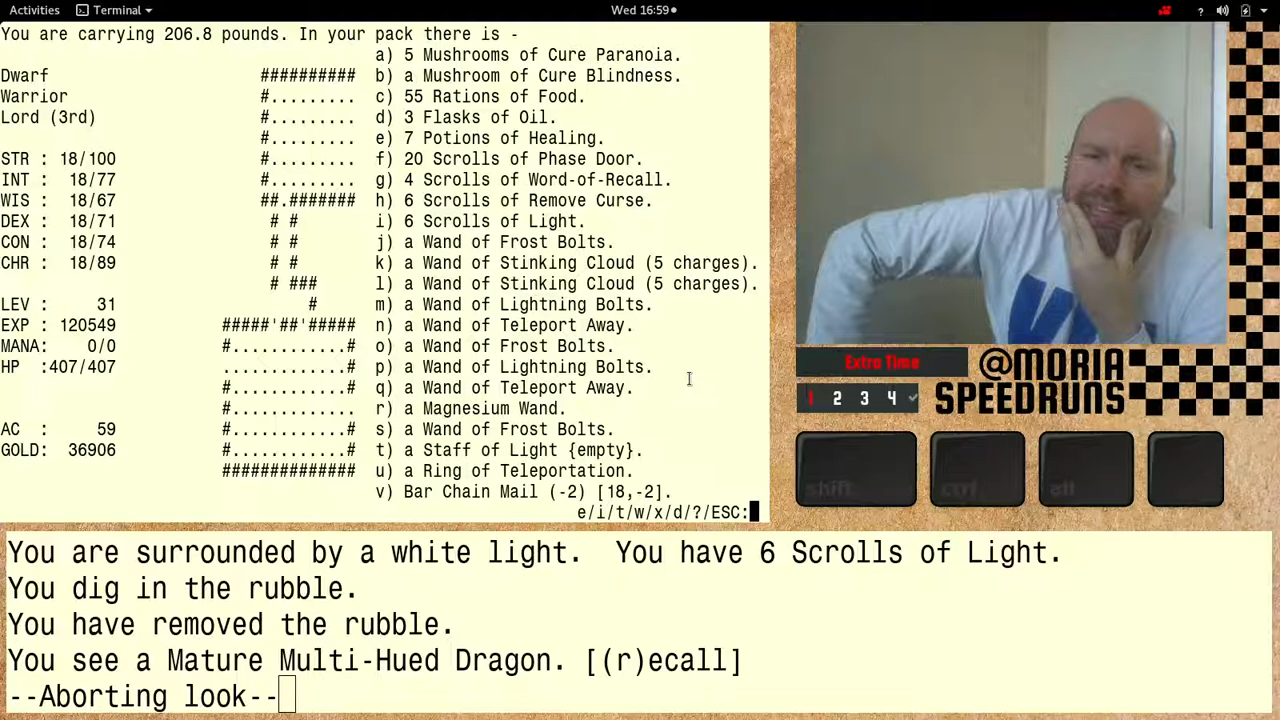 Activities Terminal Wed 16:59
You are carrying 206.8 pounds. In your pack there is -
a) 5 Mushrooms of Cure Paranoia.
Dwarf ########## b) a Mushroom of Cure Blindness.
Warrior #......... c) 55 Rations of Food.
Lord (3rd) #......... d) 3 Flasks of Oil.
#......... e) 7 Potions of Healing.
STR : 18/100 #......... f) 20 Scrolls of Phase Door.
INT : 18/77 #......... g) 4 Scrolls of Word-of-Recall.
WIS : 18/67 ##.####### h) 6 Scrolls of Remove Curse.
DEX : 18/71 # # i) 6 Scrolls of Light.
CON : 18/74 # # j) a Wand of Frost Bolts.
CHR : 18/89 # # k) a Wand of Stinking Cloud (5 charges).
# ### l) a Wand of Stinking Cloud (5 charges).
LEV : 31 # m) a Wand of Lightning Bolts.
EXP : 120549 #####'##'##### n) a Wand of Teleport Away.
MANA: 0/0 #............# o) a Wand of Frost Bolts.
HP :407/407 .............# p) a Wand of Lightning Bolts.
#............# q) a Wand of Teleport Away.
#............. r) a Magnesium Wand.
AC : 59 #............# s) a Wand of Frost Bolts.
GOLD: 36906 #............# t) a Staff of Light {empty}.
############## u) a Ring of Teleportation.
v) Bar Chain Mail (-2) [18,-2].
e/i/t/w/x/d/?/ESC:
Extra Time
1 2 3 4 ✓
@MORIA
SPEEDRUNS
shift ctrl alt
You are surrounded by a white light. You have 6 Scrolls of Light.
You dig in the rubble.
You have removed the rubble.
You see a Mature Multi-Hued Dragon. [(r)ecall]
--Aborting look--